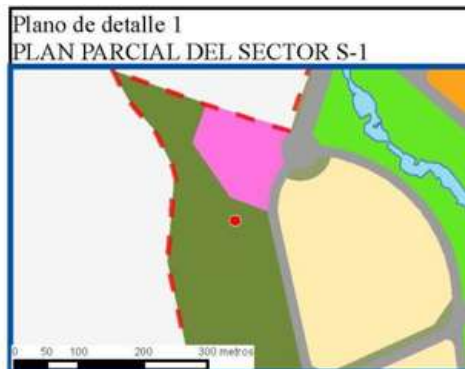 Plano de detalle 1
PLAN PARCIAL DEL SECTOR S-1
0 50 100 200 300 metros